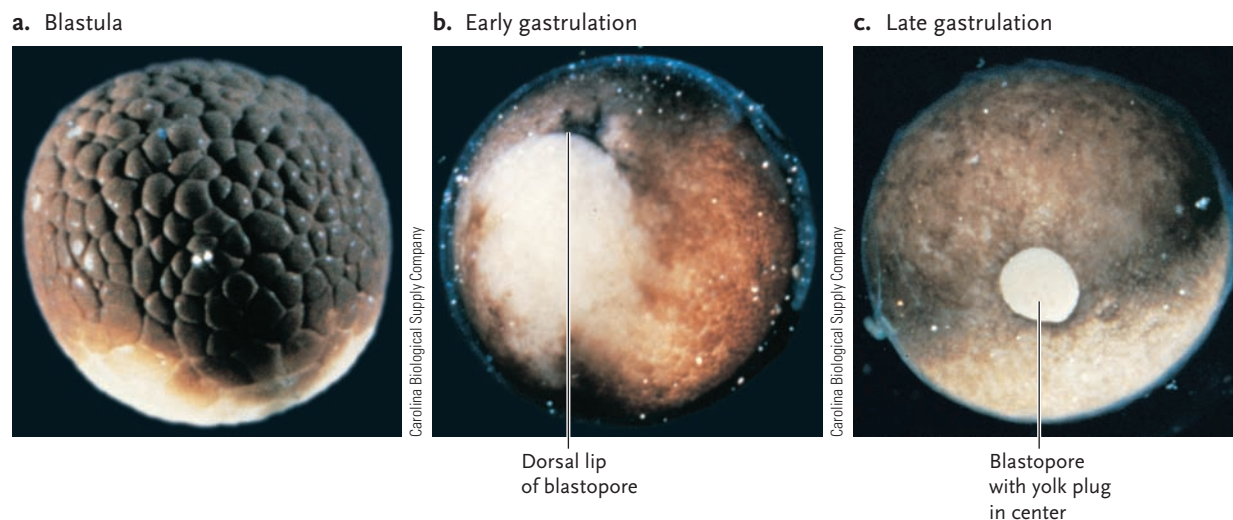 a. Blastula
b. Early gastrulation
c. Late gastrulation
Carolina Biological Supply Company
Carolina Biological Supply Company
Dorsal lip
of blastopore
Blastopore
with yolk plug
in center